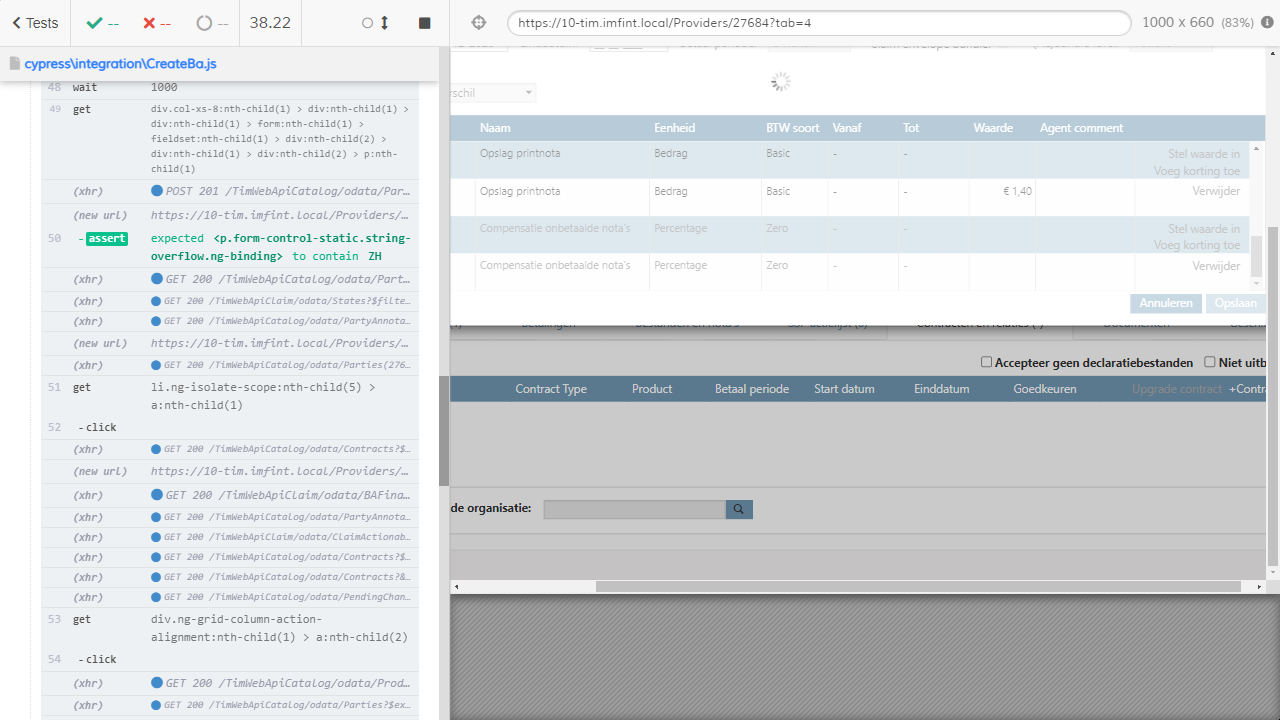 Tests
--
--
--
38.22
https://10-tim.imfint.local/Providers/27684?tab=4
1000 x 660 (83%)
cypress\integration\CreateBa.js
48 wait 1000
49 get div.col-xs-8:nth-child(1) > div:nth-child(1) >
div:nth-child(1) > form:nth-child(1) >
fieldset:nth-child(1) > div:nth-child(2) >
div:nth-child(1) > div:nth-child(2) > p:nth-
child(1)
(xhr) POST 201 /TimWebApiCatalog/odata/Par…
(new url) https://10-tim.imfint.local/Providers/…
50 - assert expected <p.form-control-static.string-
overflow.ng-binding> to contain ZH
(xhr) GET 200 /TimWebApiCatalog/odata/Part…
(xhr) GET 200 /TimWebApiClaim/odata/States?$filte…
(xhr) GET 200 /TimWebApiCatalog/odata/PartyAnnota…
(new url) https://10-tim.imfint.local/Providers/…
(xhr) GET 200 /TimWebApiCatalog/odata/Parties(276…
51 get li.ng-isolate-scope:nth-child(5) >
a:nth-child(1)
52 - click
(xhr) GET 200 /TimWebApiCatalog/odata/Contracts?$…
(new url) https://10-tim.imfint.local/Providers/…
(xhr) GET 200 /TimWebApiClaim/odata/BAFina…
(xhr) GET 200 /TimWebApiCatalog/odata/PartyAnnota…
(xhr) GET 200 /TimWebApiClaim/odata/ClaimActionab…
(xhr) GET 200 /TimWebApiCatalog/odata/Contracts?$…
(xhr) GET 200 /TimWebApiCatalog/odata/Contracts?&…
(xhr) GET 200 /TimWebApiCatalog/odata/PendingChan…
53 get div.ng-grid-column-action-
alignment:nth-child(1) > a:nth-child(2)
54 - click
(xhr) GET 200 /TimWebApiCatalog/odata/Prod…
(xhr) GET 200 /TimWebApiCatalog/odata/Parties?$ex…
rschil
Naam Eenheid BTW soort Vanaf Tot Waarde Agent comment
Opslag printnota Bedrag Basic - - Stel waarde in
Voeg korting toe
Opslag printnota Bedrag Basic - - € 1,40 Verwijder
Compensatie onbetaalde nota's Percentage Zero - - Stel waarde in
Voeg korting toe
Compensatie onbetaalde nota's Percentage Zero - - Verwijder
Annuleren Opslaan
Accepteer geen declaratiebestanden Niet uitb
Contract Type Product Betaal periode Start datum Einddatum Goedkeuren Upgrade contract +Contra
de organisatie: